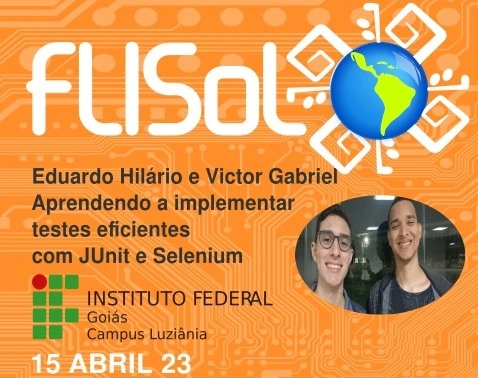 FLISoL
Eduardo Hilário e Victor Gabriel
Aprendendo a implementar
testes eficientes
com JUnit e Selenium
INSTITUTO FEDERAL
Goiás
Campus Luziânia
15 ABRIL 23